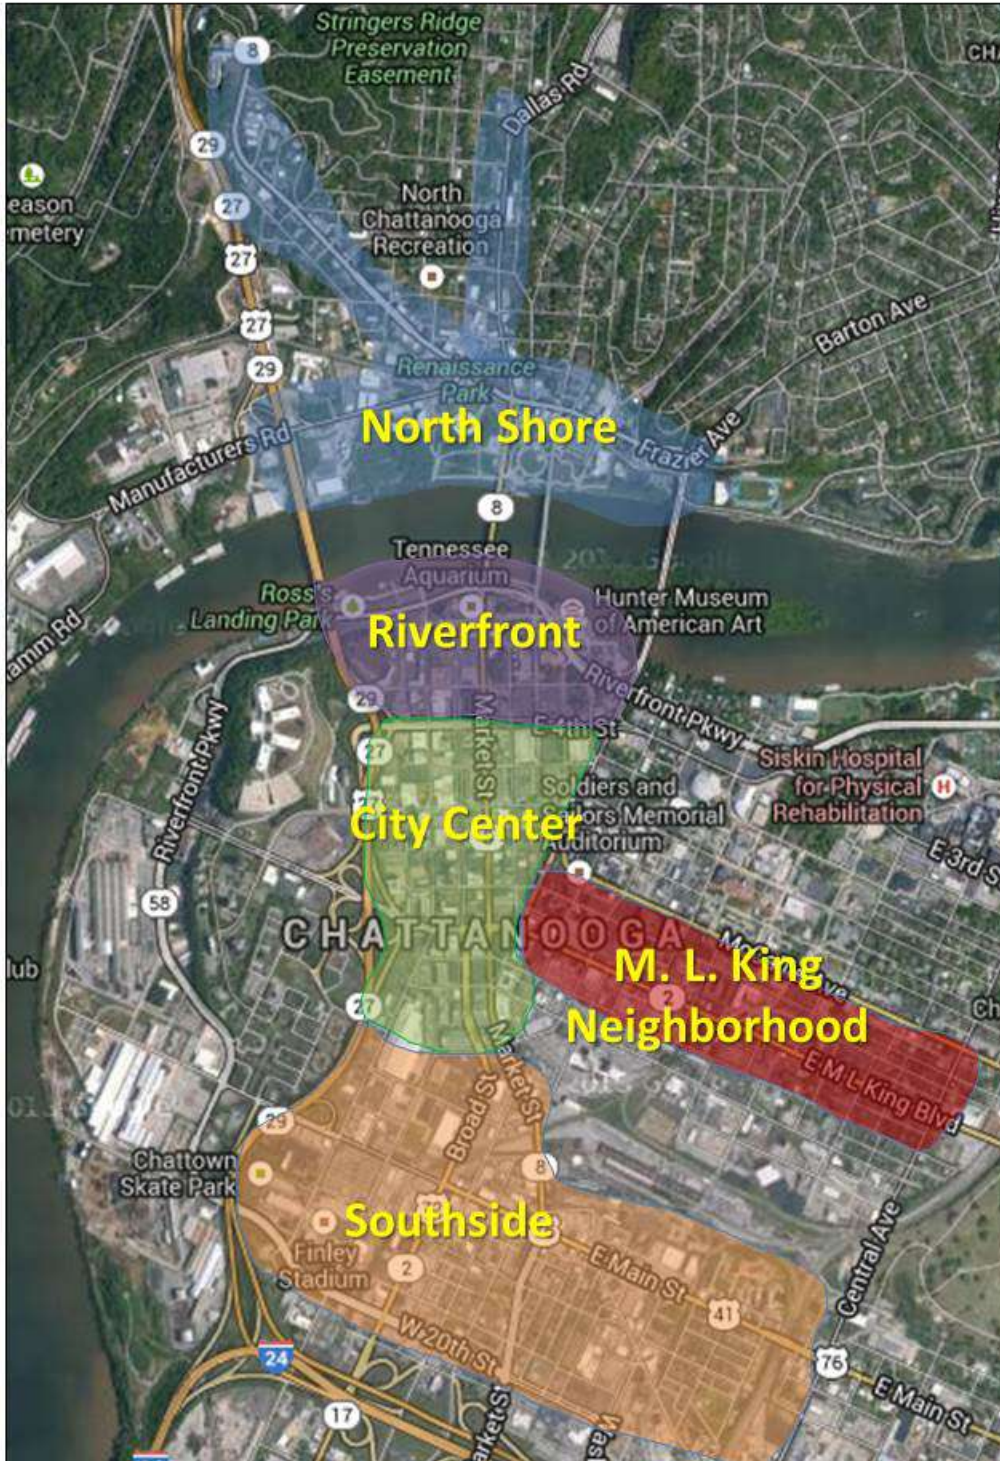 Stringers Ridge
Preservation
Easement
8
CH
Dallas Rd
29
eason
metery
North
Chattanooga
Recreation
27
27
27
Barton Ave
29
Renaissance
Park
North Shore
Manufacturers Rd
Frazier Ave
8
Tennessee
Aquarium
Ross's
Landing Park
Hunter Museum
of American Art
Riverfront
amm Rd
29
Riverfront Pkwy
Riverfront Pkwy
Market St
E 4th St
27
Siskin Hospital
for Physical
Rehabilitation
H
Soldiers and
Sailors Memorial
Auditorium
City Center
E 3rd S
58
CHATTANOOGA
lub
M. L. King
Neighborhood
2
27
Ch
Market St
E M L King Blvd
Broad St
29
Chattown
Skate Park
8
Southside
Finley
Stadium
2
E Main St
Central Ave
41
W 20th St
24
76
E Main St
17
arket St